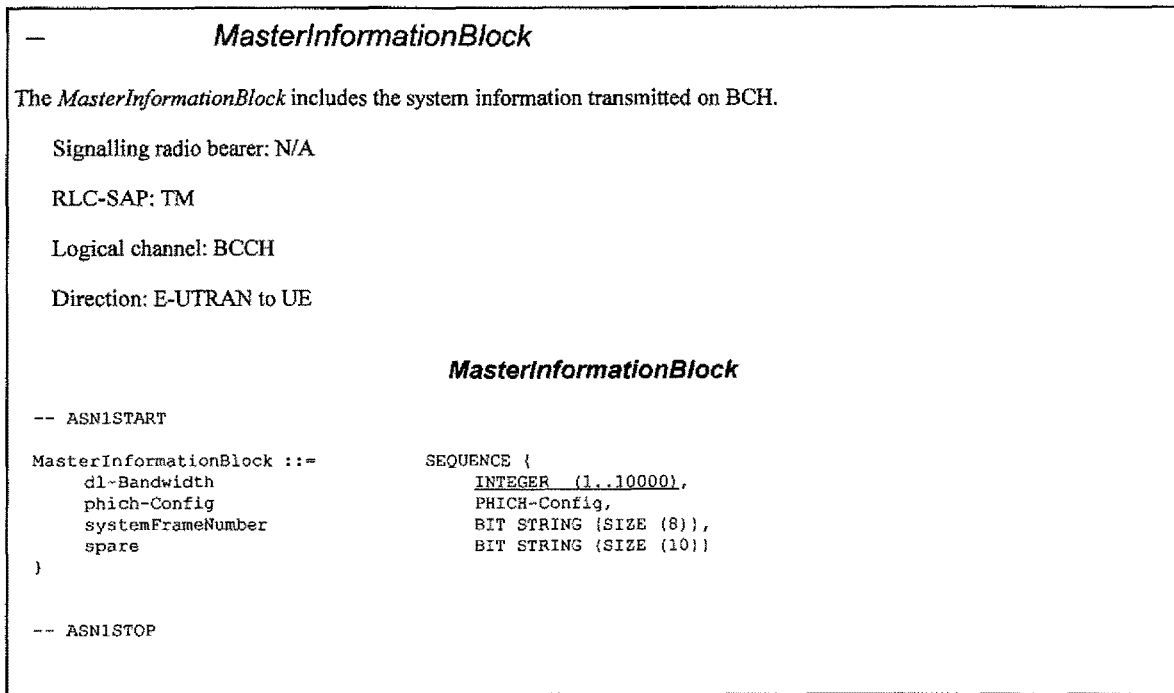 – MasterInformationBlock
The MasterInformationBlock includes the system information transmitted on BCH.
Signalling radio bearer: N/A
RLC-SAP: TM
Logical channel: BCCH
Direction: E-UTRAN to UE
MasterInformationBlock
-- ASN1START
MasterInformationBlock ::= SEQUENCE {
dl-Bandwidth INTEGER (1..10000),
phich-Config PHICH-Config,
systemFrameNumber BIT STRING (SIZE (8)),
spare BIT STRING (SIZE (10))
}
-- ASN1STOP